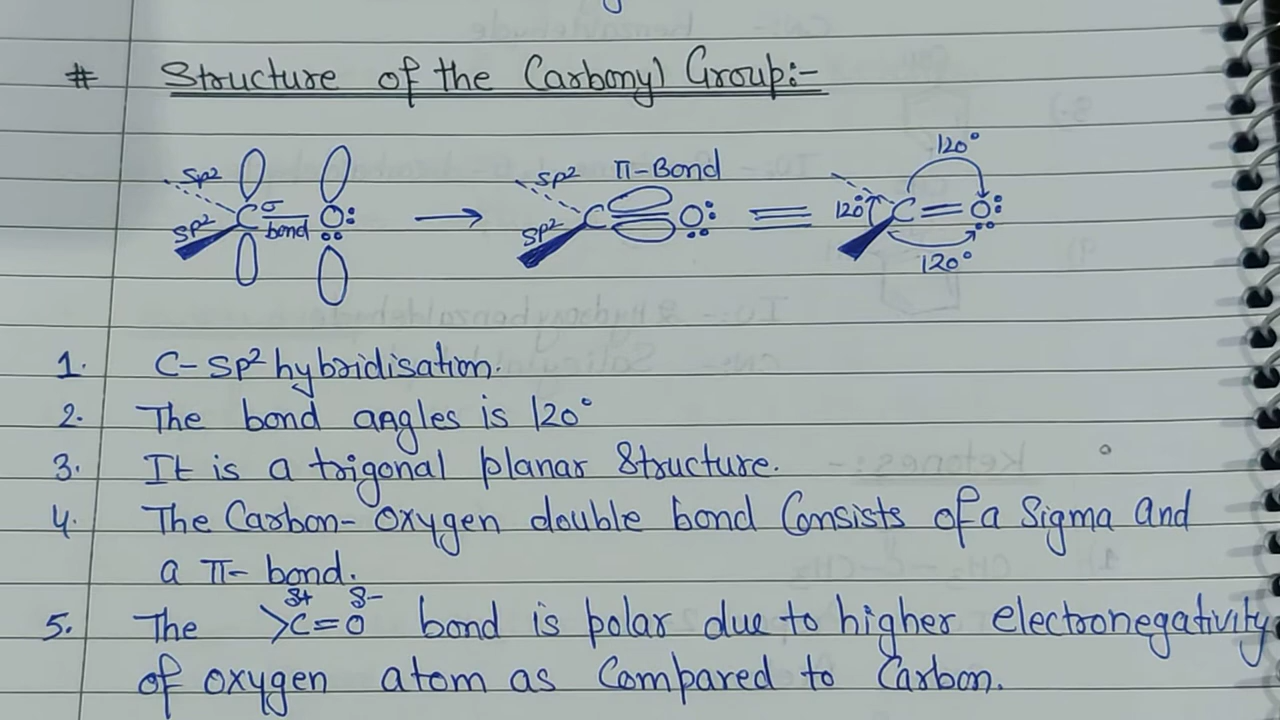 # Structure of the Carbonyl Group:-
sp² sp² C σ bond O: → sp² sp² C π-Bond O: = 120° C=O: 120° 120°
1. C-sp² hybridisation.
2. The bond angles is 120°
3. It is a trigonal planar Structure.
4. The Carbon-Oxygen double bond Consists of a Sigma and
a π- bond.
δ+ δ-
5. The >C=O bond is polar due to higher electronegativity
of oxygen atom as Compared to Carbon.